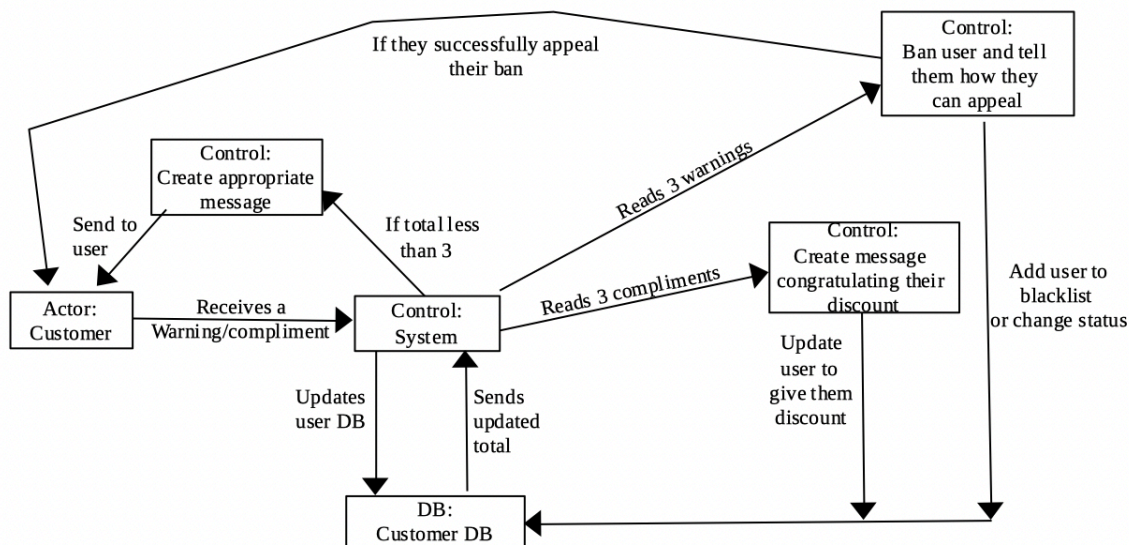 If they successfully appeal
their ban
Control:
Ban user and tell
them how they
can appeal
Control:
Create appropriate
message
Reads 3 warnings
Send to
user
If total less
than 3
Control:
Create message
congratulating their
discount
Reads 3 compliments
Add user to
blacklist
or change status
Actor:
Customer
Receives a
Warning/compliment
Control:
System
Update
user to
give them
discount
Updates
user DB
Sends
updated
total
DB:
Customer DB